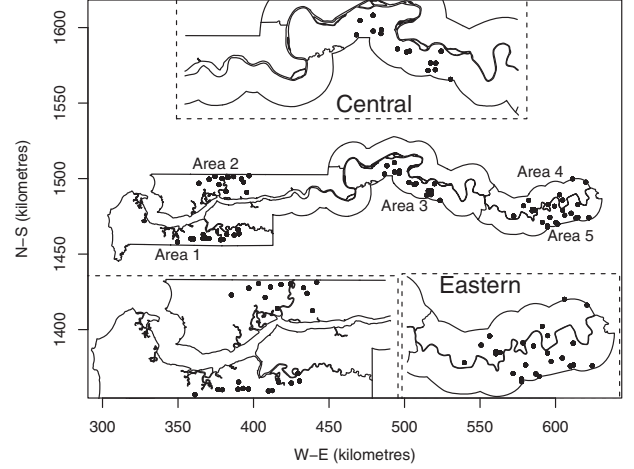 1600
1550
1500
1450
1400
N−S (kilometres)
Central
Area 2
Area 4
Area 3
Area 1
Area 5
Eastern
300 350 400 450 500 550 600
W−E (kilometres)